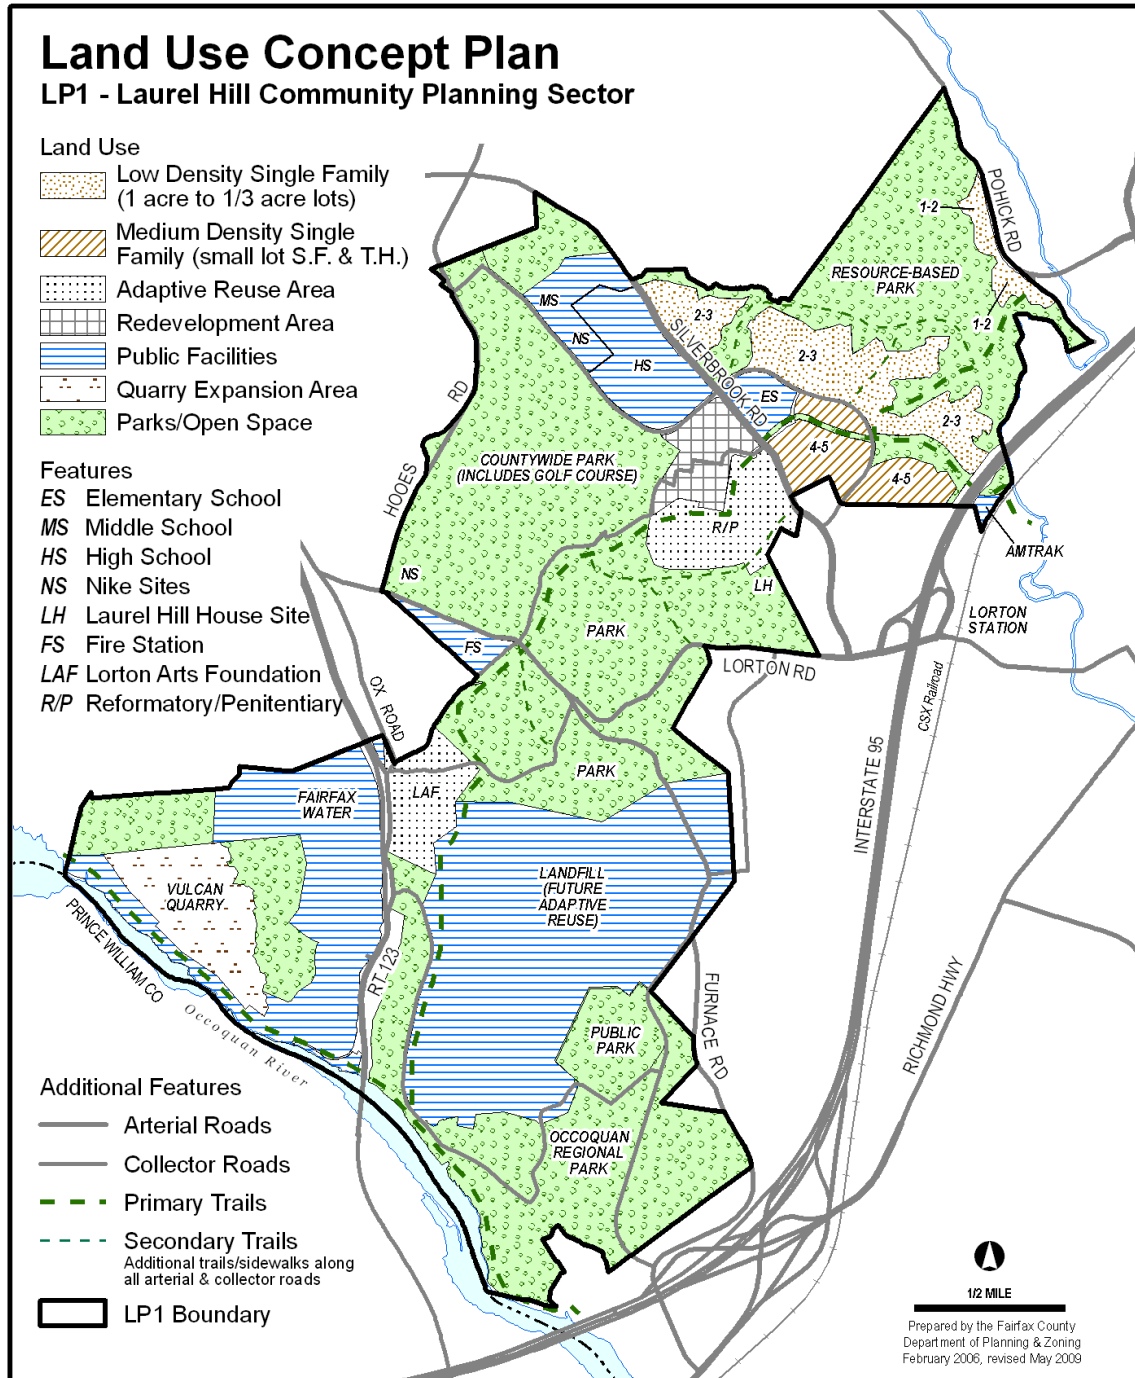 Land Use Concept Plan
LP1 - Laurel Hill Community Planning Sector
Land Use
Low Density Single Family
(1 acre to 1/3 acre lots)
Medium Density Single
Family (small lot S.F. & T.H.)
Adaptive Reuse Area
Redevelopment Area
Public Facilities
Quarry Expansion Area
Parks/Open Space
Features
ES Elementary School
MS Middle School
HS High School
NS Nike Sites
LH Laurel Hill House Site
FS Fire Station
LAF Lorton Arts Foundation
R/P Reformatory/Penitentiary
POHICK RD
1-2
RESOURCE-BASED
PARK
1-2
MS
NS
HS
2-3
SILVERBROOK RD
2-3
ES
2-3
4-5
4-5
HOOES RD
COUNTYWIDE PARK
(INCLUDES GOLF COURSE)
R/P
AMTRAK
NS
LH
LORTON
STATION
PARK
FS
LORTON RD
OX ROAD
CSX Railroad
INTERSTATE 95
PARK
LAF
FAIRFAX
WATER
VULCAN
QUARRY
LANDFILL
(FUTURE
ADAPTIVE
REUSE)
PRINCE WILLIAM CO
Occoquan River
RT 123
FURNACE RD
RICHMOND HWY
PUBLIC
PARK
OCCOQUAN
REGIONAL
PARK
Additional Features
Arterial Roads
Collector Roads
Primary Trails
Secondary Trails
Additional trails/sidewalks along
all arterial & collector roads
LP1 Boundary
1/2 MILE
Prepared by the Fairfax County
Department of Planning & Zoning
February 2006, revised May 2009